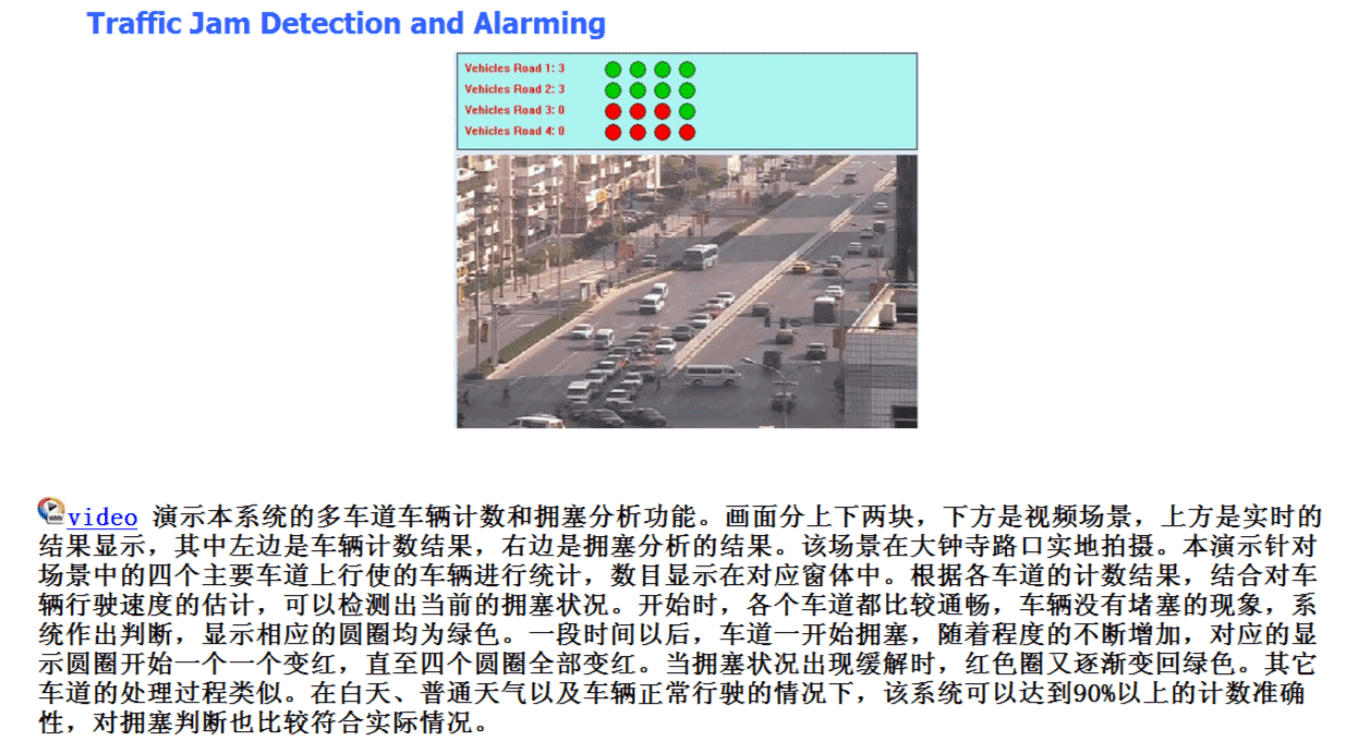 Traffic Jam Detection and Alarming
Vehicles Road 1: 3
Vehicles Road 2: 3
Vehicles Road 3: 0
Vehicles Road 4: 0
video 演示本系统的多车道车辆计数和拥塞分析功能。画面分上下两块，下方是视频场景，上方是实时的
结果显示，其中左边是车辆计数结果，右边是拥塞分析的结果。该场景在大钟寺路口实地拍摄。本演示针对
场景中的四个主要车道上行使的车辆进行统计，数目显示在对应窗体中。根据各车道的计数结果，结合对车
辆行驶速度的估计，可以检测出当前的拥塞状况。开始时，各个车道都比较通畅，车辆没有堵塞的现象，系
统作出判断，显示相应的圆圈均为绿色。一段时间以后，车道一开始拥塞，随着程度的不断增加，对应的显
示圆圈开始一个一个变红，直至四个圆圈全部变红。当拥塞状况出现缓解时，红色圈又逐渐变回绿色。其它
车道的处理过程类似。在白天、普通天气以及车辆正常行驶的情况下，该系统可以达到90%以上的计数准确
性，对拥塞判断也比较符合实际情况。